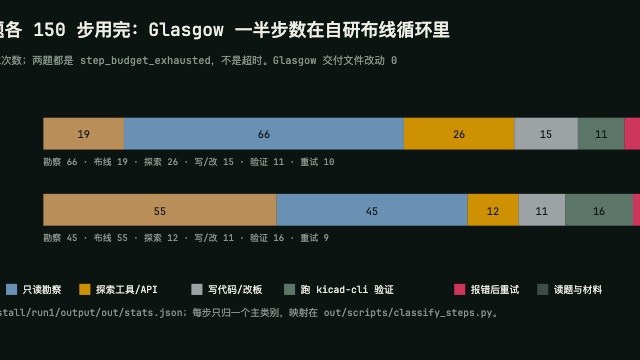 各 150 步用完：Glasgow 一半步数在自研布线循环里
次数；两题都是 step_budget_exhausted，不是超时。Glasgow 交付文件改动 0
19 66 26 15 11
勘察 66 · 布线 19 · 探索 26 · 写/改 15 · 验证 11 · 重试 10
55 45 12 11 16
勘察 45 · 布线 55 · 探索 12 · 写/改 11 · 验证 16 · 重试 9
只读勘察 探索工具/API 写代码/改板 跑 kicad-cli 验证 报错后重试 读题与材料
stall/run1/output/out/stats.json；每步只归一个主类别，映射在 out/scripts/classify_steps.py。